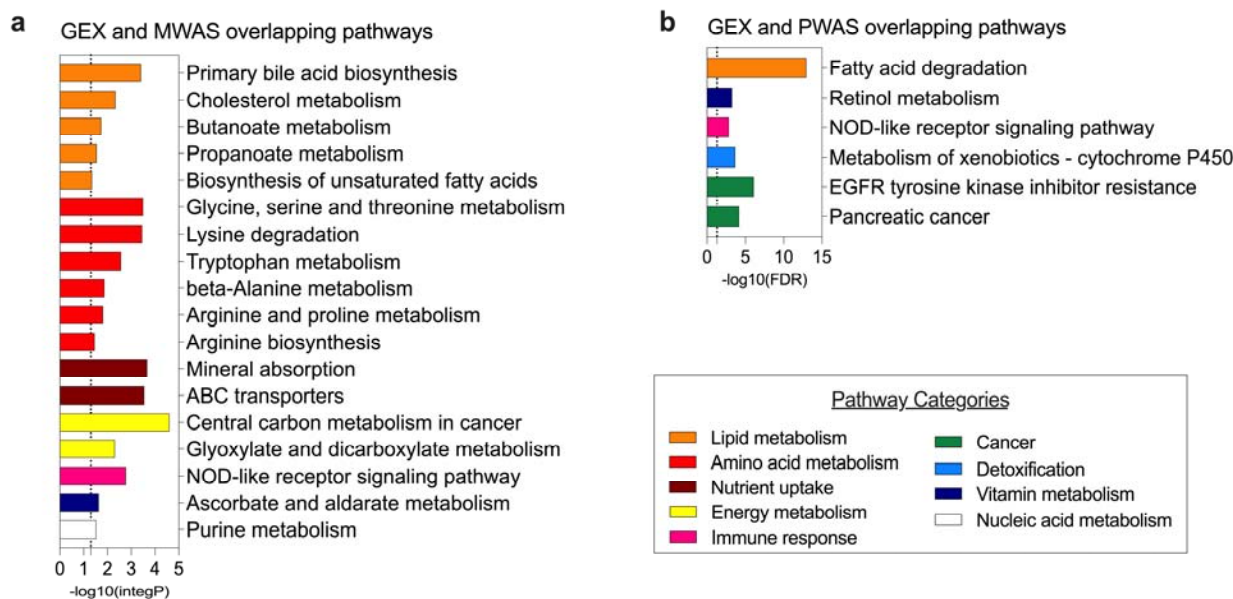 a
GEX and MWAS overlapping pathways
Primary bile acid biosynthesis
Cholesterol metabolism
Butanoate metabolism
Propanoate metabolism
Biosynthesis of unsaturated fatty acids
Glycine, serine and threonine metabolism
Lysine degradation
Tryptophan metabolism
beta-Alanine metabolism
Arginine and proline metabolism
Arginine biosynthesis
Mineral absorption
ABC transporters
Central carbon metabolism in cancer
Glyoxylate and dicarboxylate metabolism
NOD-like receptor signaling pathway
Ascorbate and aldarate metabolism
Purine metabolism
0 1 2 3 4 5
-log10(integP)
b
GEX and PWAS overlapping pathways
Fatty acid degradation
Retinol metabolism
NOD-like receptor signaling pathway
Metabolism of xenobiotics - cytochrome P450
EGFR tyrosine kinase inhibitor resistance
Pancreatic cancer
0 5 10 15
-log10(FDR)
Pathway Categories
Lipid metabolism
Amino acid metabolism
Nutrient uptake
Energy metabolism
Immune response
Cancer
Detoxification
Vitamin metabolism
Nucleic acid metabolism